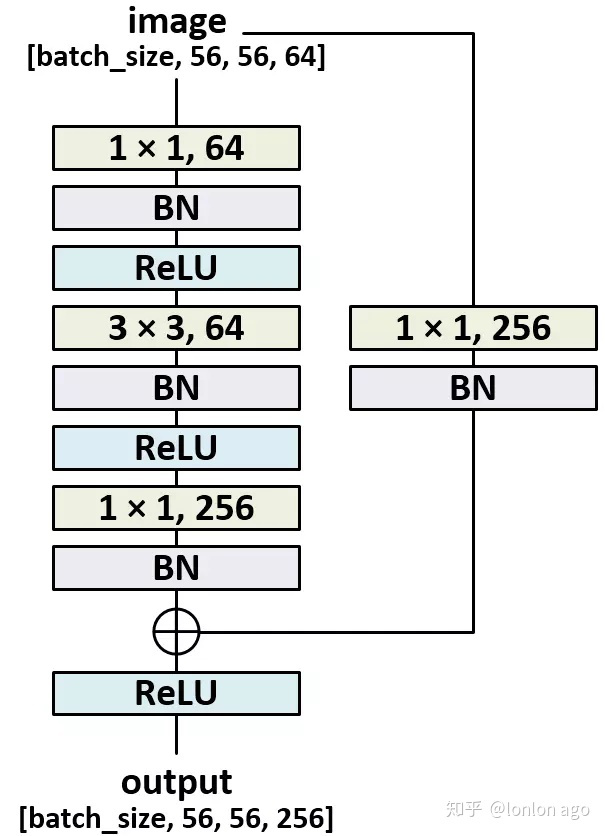 image
[batch_size, 56, 56, 64]
1 × 1, 64
BN
ReLU
3 × 3, 64
BN
ReLU
1 × 1, 256
BN
1 × 1, 256
BN
ReLU
output
[batch_size, 56, 56, 256]
知乎 @lonlon ago